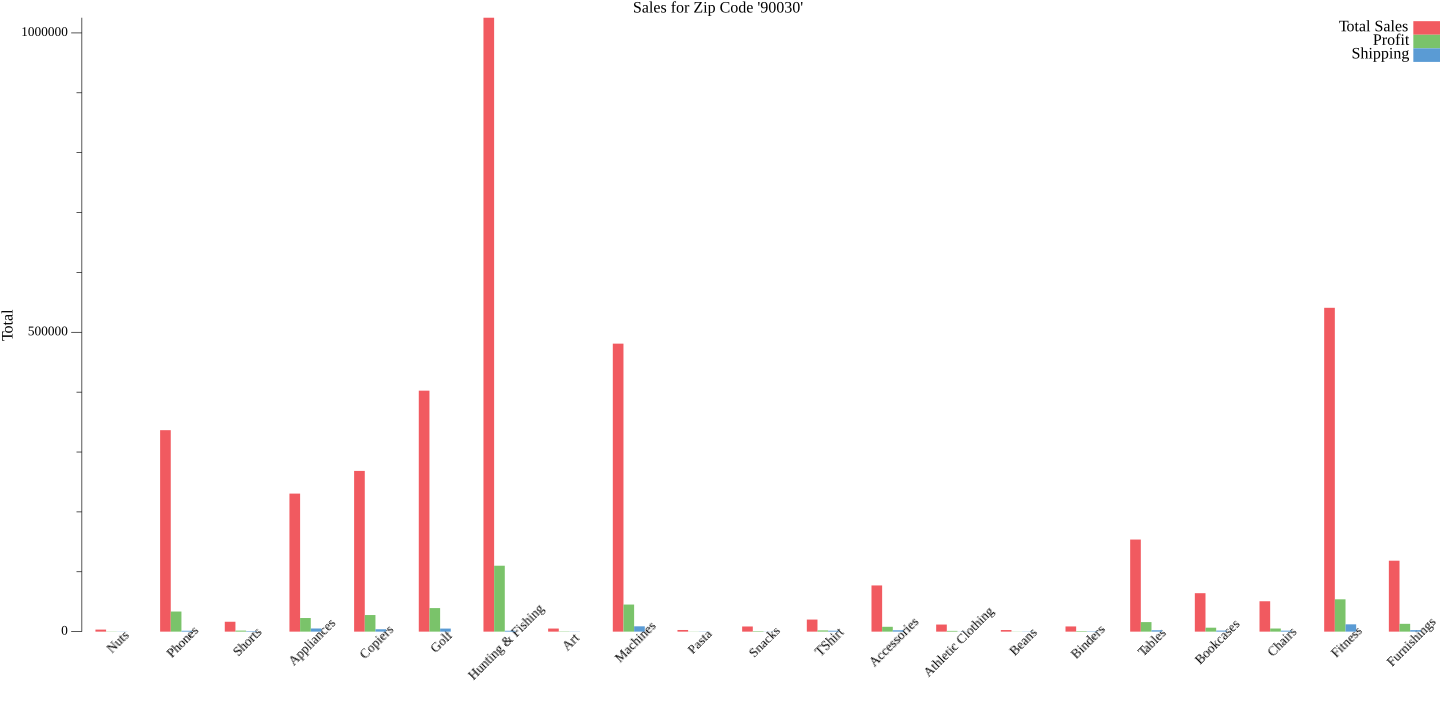 Sales for Zip Code '90030'
Total Sales
Profit
Shipping
Total
1000000
500000
0
Nuts
Phones
Shorts
Appliances
Copiers
Golf
Hunting & Fishing
Art
Machines
Pasta
Snacks
TShirt
Accessories
Athletic Clothing
Beans
Binders
Tables
Bookcases
Chairs
Fitness
Furnishings